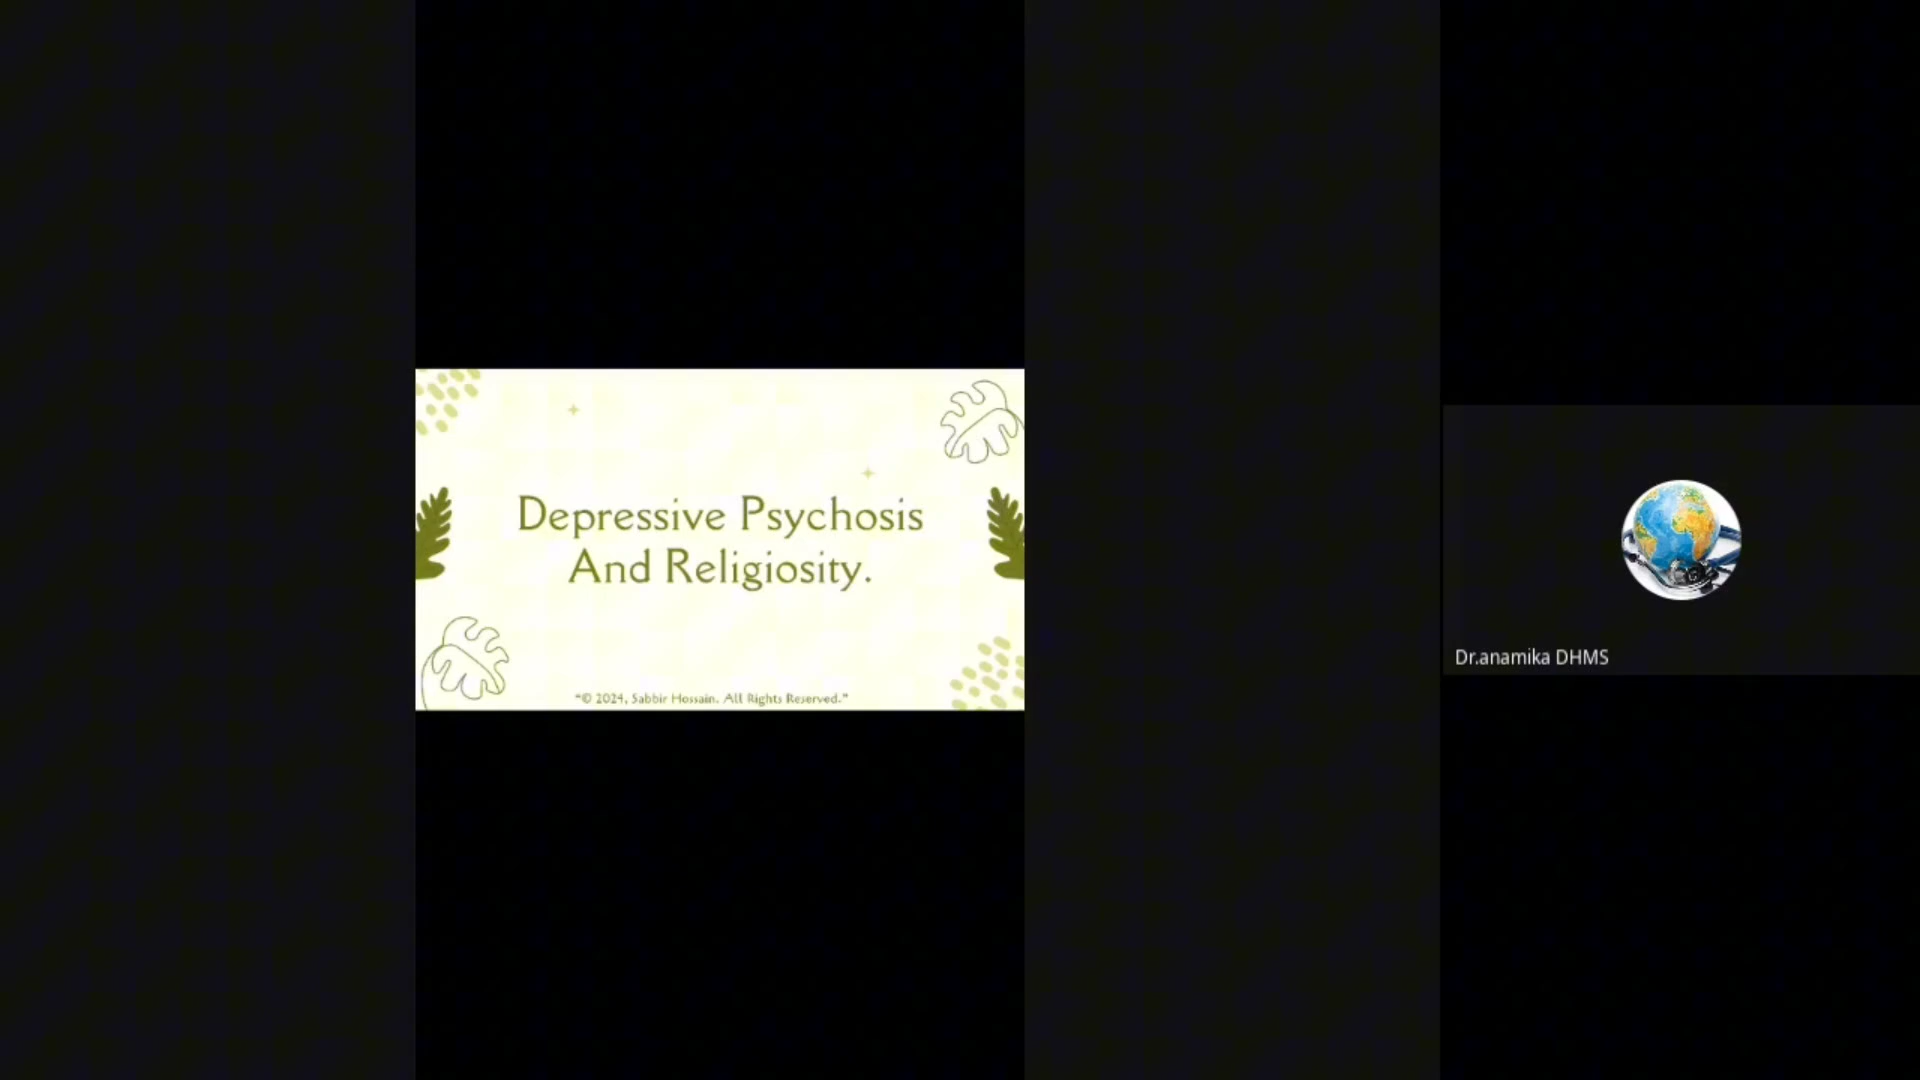 Depressive Psychosis
And Religiosity.
"© 2024, Sabbir Hossain. All Rights Reserved."
Dr.anamika DHMS